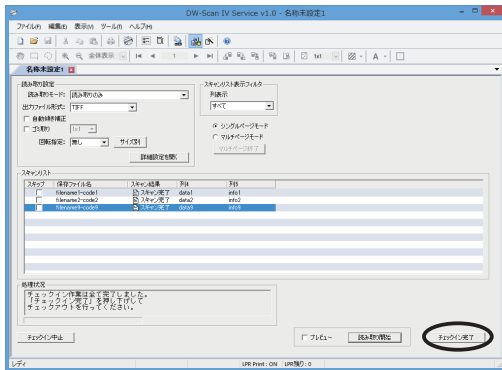 DW-Scan IV Service v1.0 - 名称未設定1
ファイル(F) 編集(E) 表示(V) ツール(T) ヘルプ(H)
全体表示 1 1x1 A
名称未設定1
読み取り設定
読み取りモード: 読み取りのみ
出力ファイル形式: TIFF
自動傾き補正
ゴミ取り 1x1
回転指定: 無し サイズ別
詳細設定を開く
スキャンリスト表示フィルター
列表示
すべて
シングルページモード
マルチページモード
マルチページ終了
スキャンリスト
スキップ 保存ファイル名 スキャン結果 列4 列5
filename1-code1 スキャン完了 data1 info1
filename2-code2 スキャン完了 data2 info2
filename9-code9 スキャン完了 data9 info9
処理状況
チェックイン作業は全て完了しました。
「チェックイン完了」を押し下げして
チェックアウトを行ってください。
チェックイン中止
プレビュー 読み取り開始 チェックイン完了
レディ LPR Print : ON LPR残り : 0